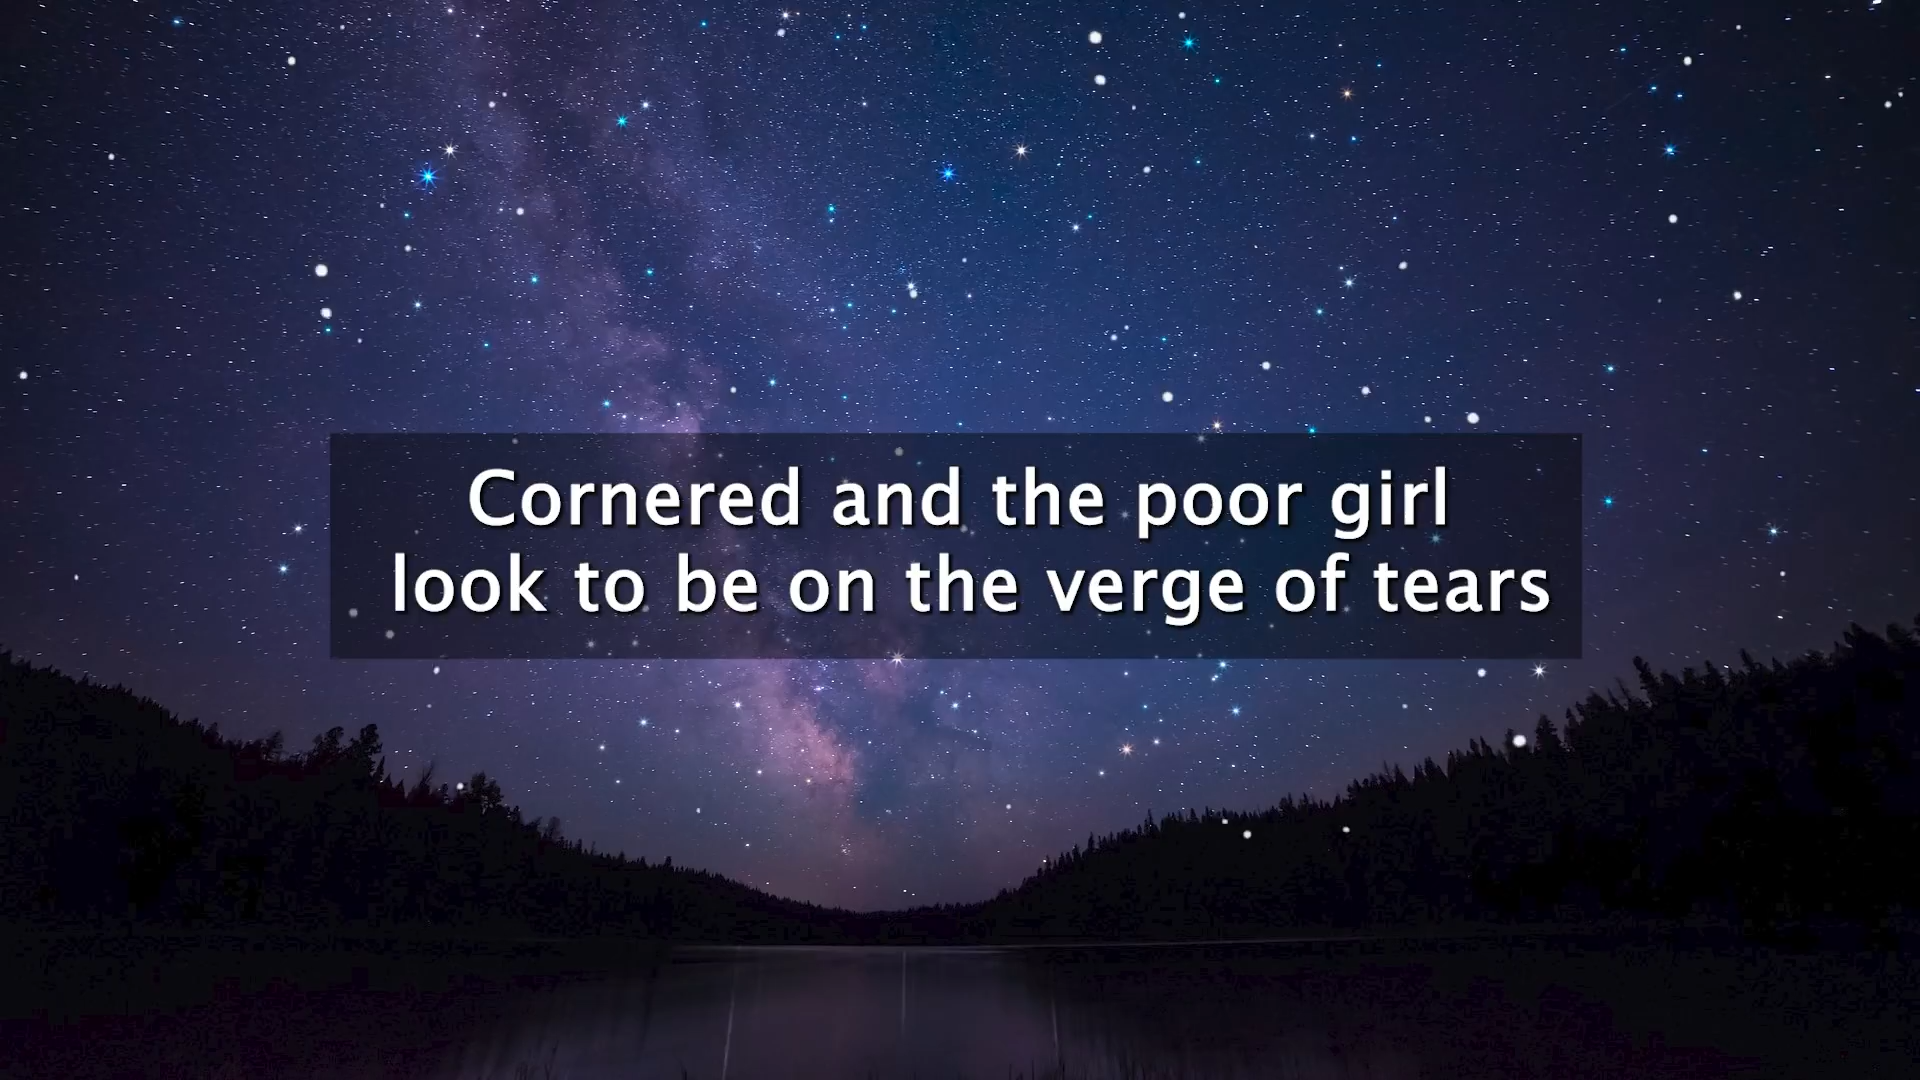 Cornered and the poor girl
look to be on the verge of tears